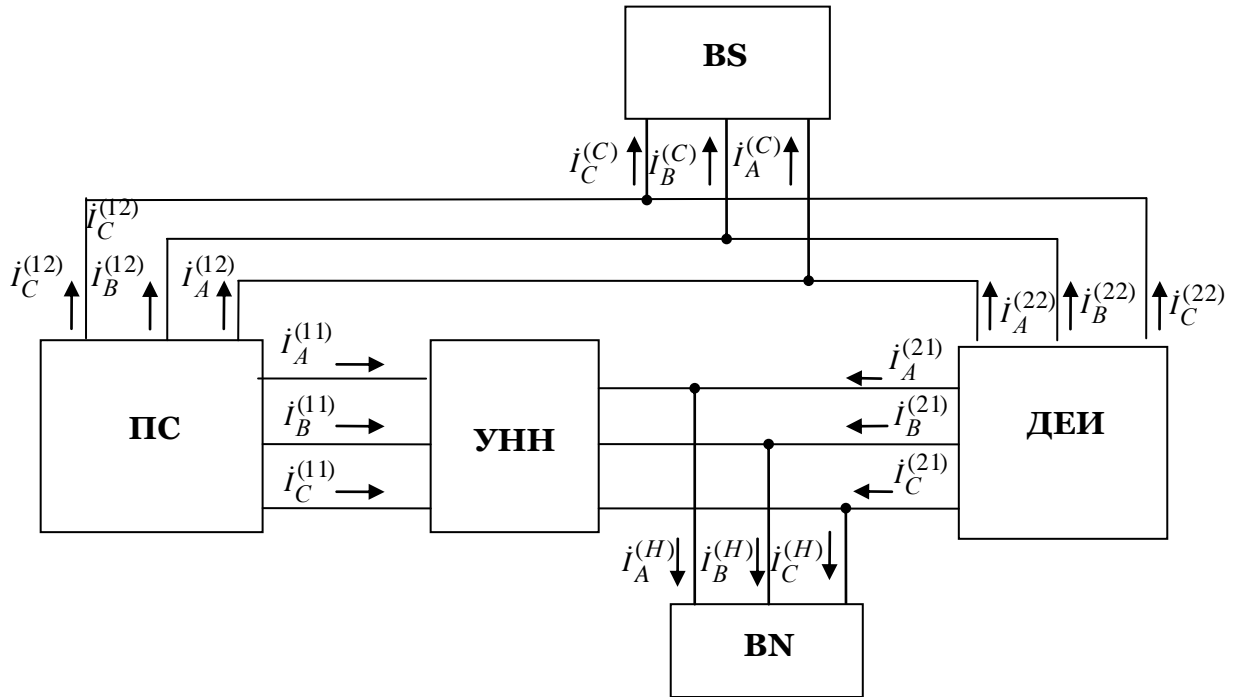 BS
İ_C^(C) İ_B^(C) İ_A^(C)
İ_C^(12)
İ_C^(12) İ_B^(12) İ_A^(12)
İ_A^(22) İ_B^(22) İ_C^(22)
İ_A^(11)
İ_B^(11)
İ_C^(11)
ПС
УНН
İ_A^(21)
İ_B^(21)
İ_C^(21)
ДЕИ
İ_A^(H) İ_B^(H) İ_C^(H)
BN